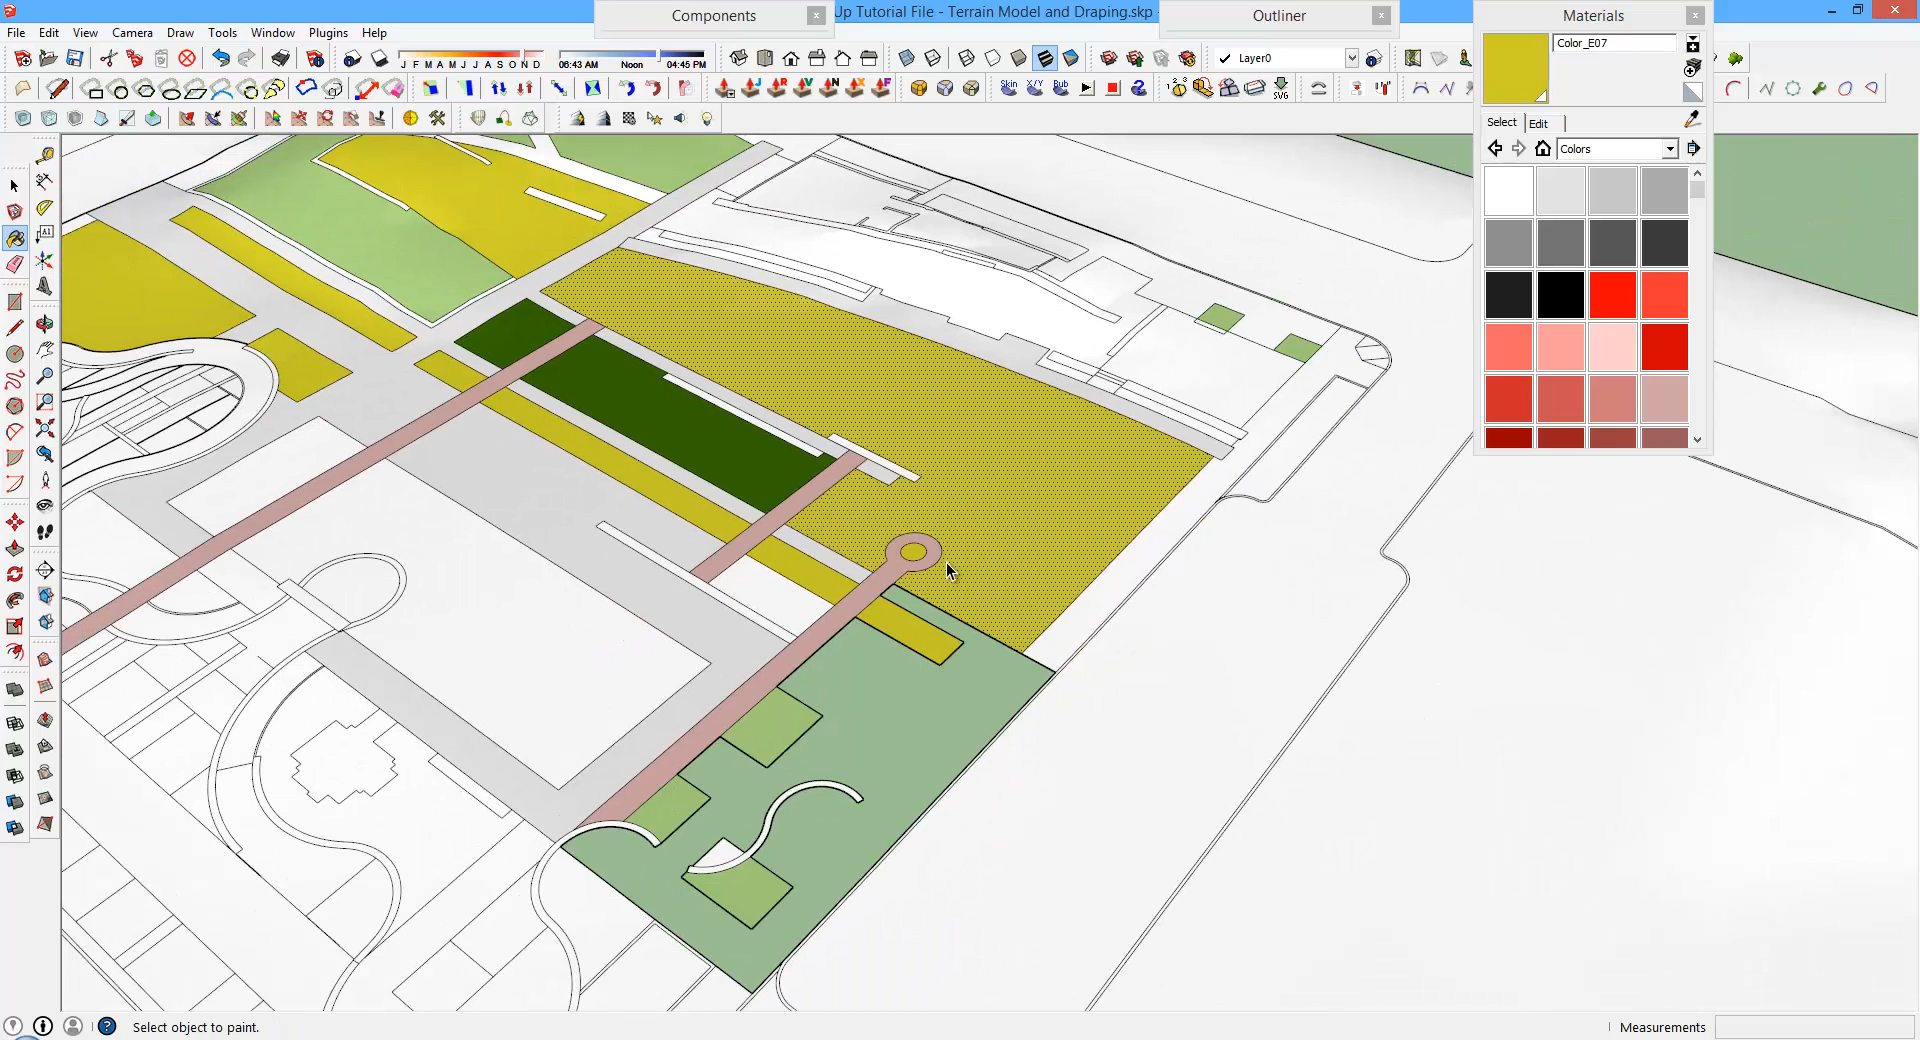 Components
Up Tutorial File - Terrain Model and Draping.skp -
Outliner
Materials
File Edit View Camera Draw Tools Window Plugins Help
Color_E07
J F M A M J J A S O N D
06:43 AM Noon 04:45 PM
Layer0
Skin X/Y Bub
SVG
Select Edit
Colors
A1
Select object to paint.
Measurements